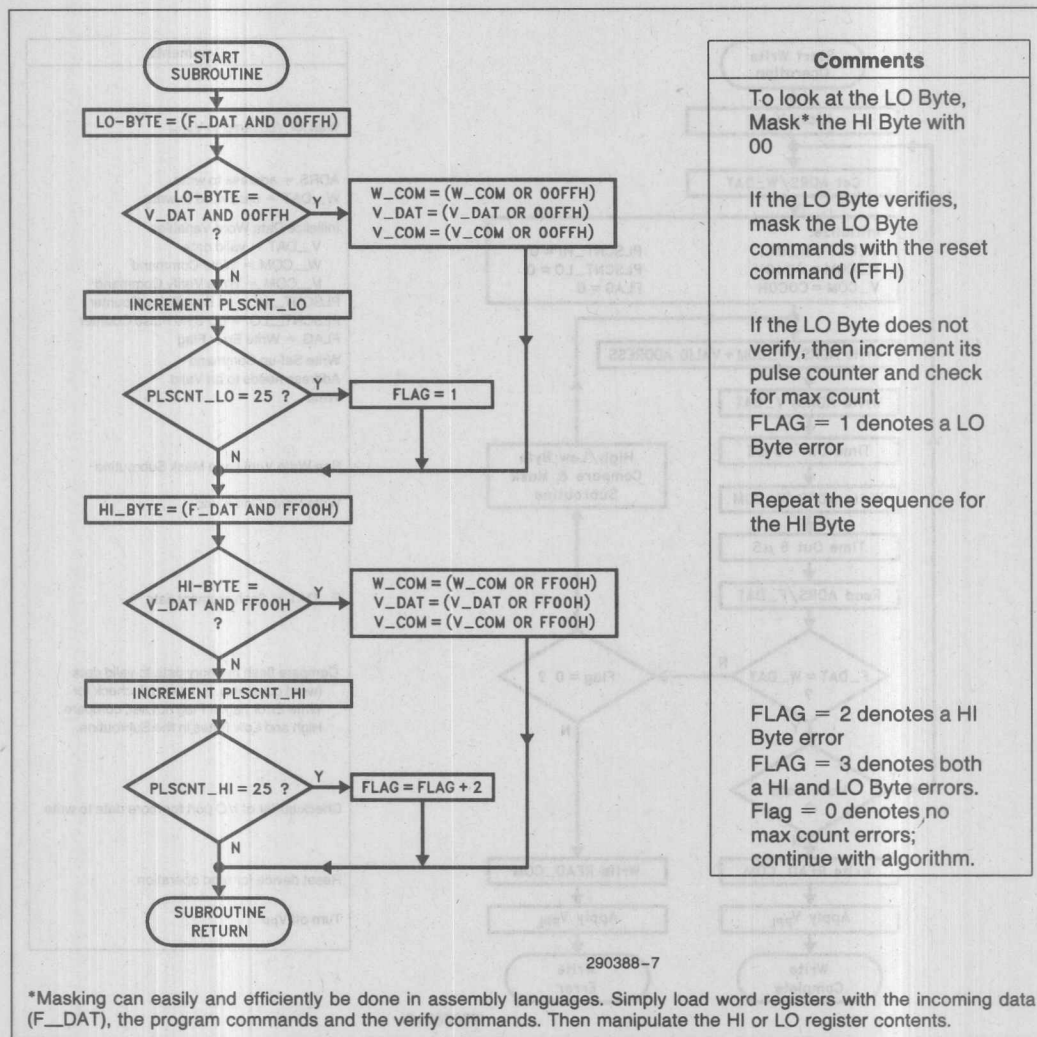 START
SUBROUTINE
LO-BYTE = (F_DAT AND 00FFH)
LO-BYTE =
V_DAT AND 00FFH
?
Y
W_COM = (W_COM OR 00FFH)
V_DAT = (V_DAT OR 00FFH)
V_COM = (V_COM OR 00FFH)
N
INCREMENT PLSCNT_LO
PLSCNT_LO = 25 ?
Y
FLAG = 1
N
HI_BYTE = (F_DAT AND FF00H)
HI-BYTE =
V_DAT AND FF00H
?
Y
W_COM = (W_COM OR FF00H)
V_DAT = (V_DAT OR FF00H)
V_COM = (V_COM OR FF00H)
N
INCREMENT PLSCNT_HI
PLSCNT_HI = 25 ?
Y
FLAG = FLAG + 2
N
SUBROUTINE
RETURN
Comments
To look at the LO Byte,
Mask* the HI Byte with
00
If the LO Byte verifies,
mask the LO Byte
commands with the reset
command (FFH)
If the LO Byte does not
verify, then increment its
pulse counter and check
for max count
FLAG = 1 denotes a LO
Byte error
Repeat the sequence for
the HI Byte
FLAG = 2 denotes a HI
Byte error
FLAG = 3 denotes both
a HI and LO Byte errors.
Flag = 0 denotes no
max count errors;
continue with algorithm.
290388-7
*Masking can easily and efficiently be done in assembly languages. Simply load word registers with the incoming data
(F__DAT), the program commands and the verify commands. Then manipulate the HI or LO register contents.